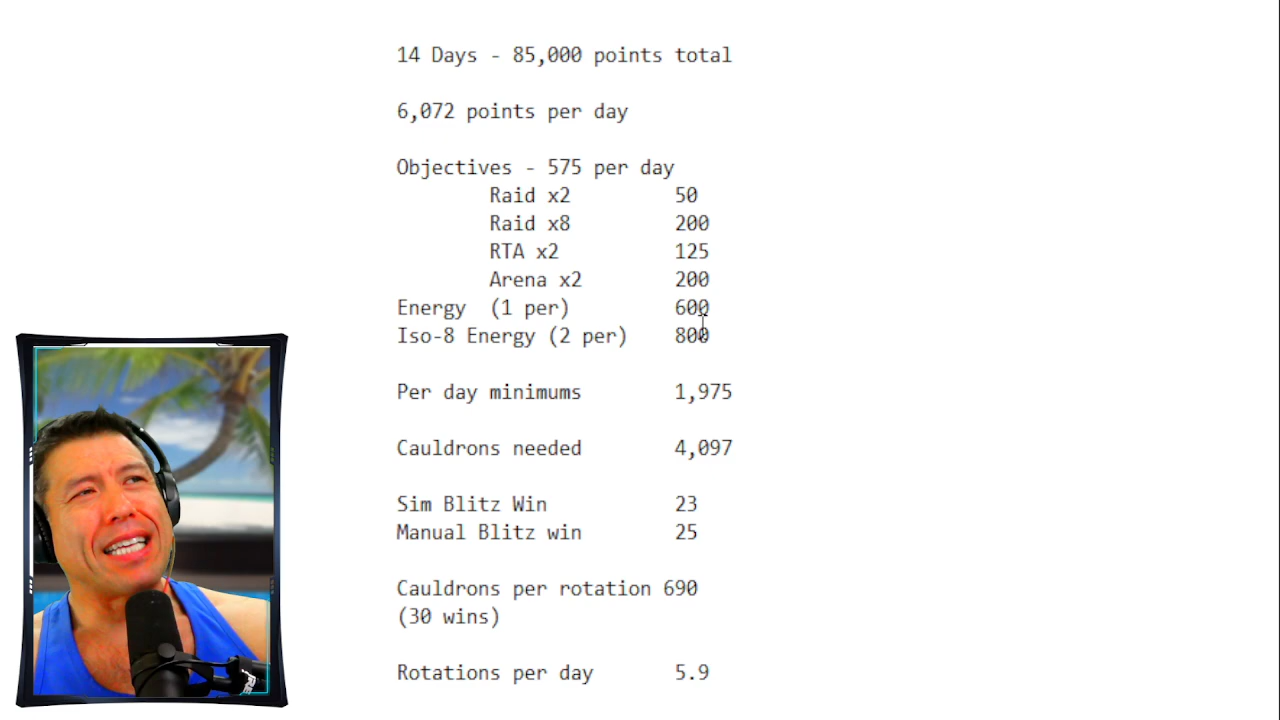 14 Days - 85,000 points total
6,072 points per day
Objectives - 575 per day
Raid x2 50
Raid x8 200
RTA x2 125
Arena x2 200
Energy (1 per) 600
Iso-8 Energy (2 per) 800
Per day minimums 1,975
Cauldrons needed 4,097
Sim Blitz Win 23
Manual Blitz win 25
Cauldrons per rotation 690
(30 wins)
Rotations per day 5.9